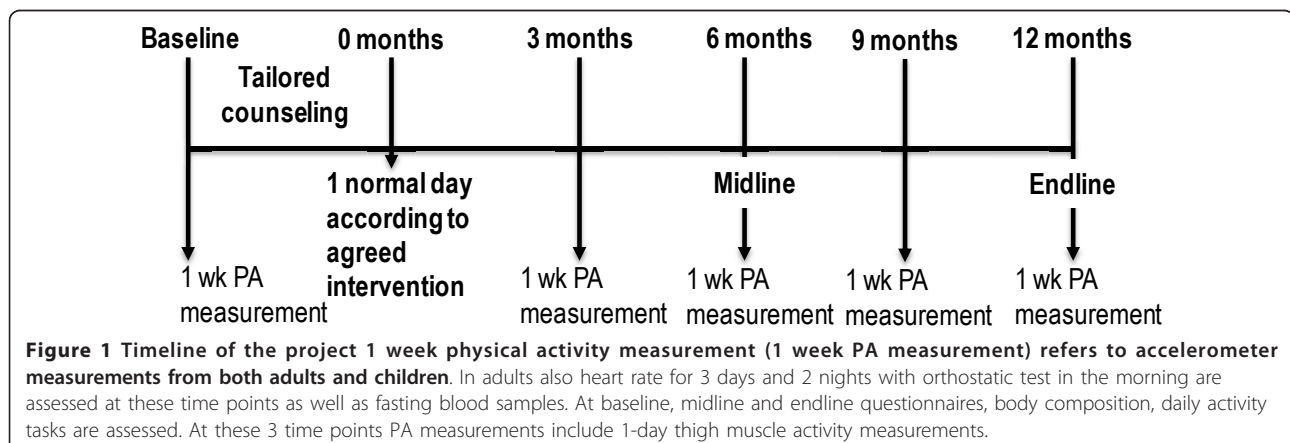 Baseline 0 months 3 months 6 months 9 months 12 months
Tailored
counseling
1 normal day
according to
agreed
intervention
Midline Endline
1 wk PA
measurement
1 wk PA
measurement
1 wk PA
measurement
1 wk PA
measurement
1 wk PA
measurement
Figure 1 Timeline of the project 1 week physical activity measurement (1 week PA measurement) refers to accelerometer
measurements from both adults and children. In adults also heart rate for 3 days and 2 nights with orthostatic test in the morning are
assessed at these time points as well as fasting blood samples. At baseline, midline and endline questionnaires, body composition, daily activity
tasks are assessed. At these 3 time points PA measurements include 1-day thigh muscle activity measurements.